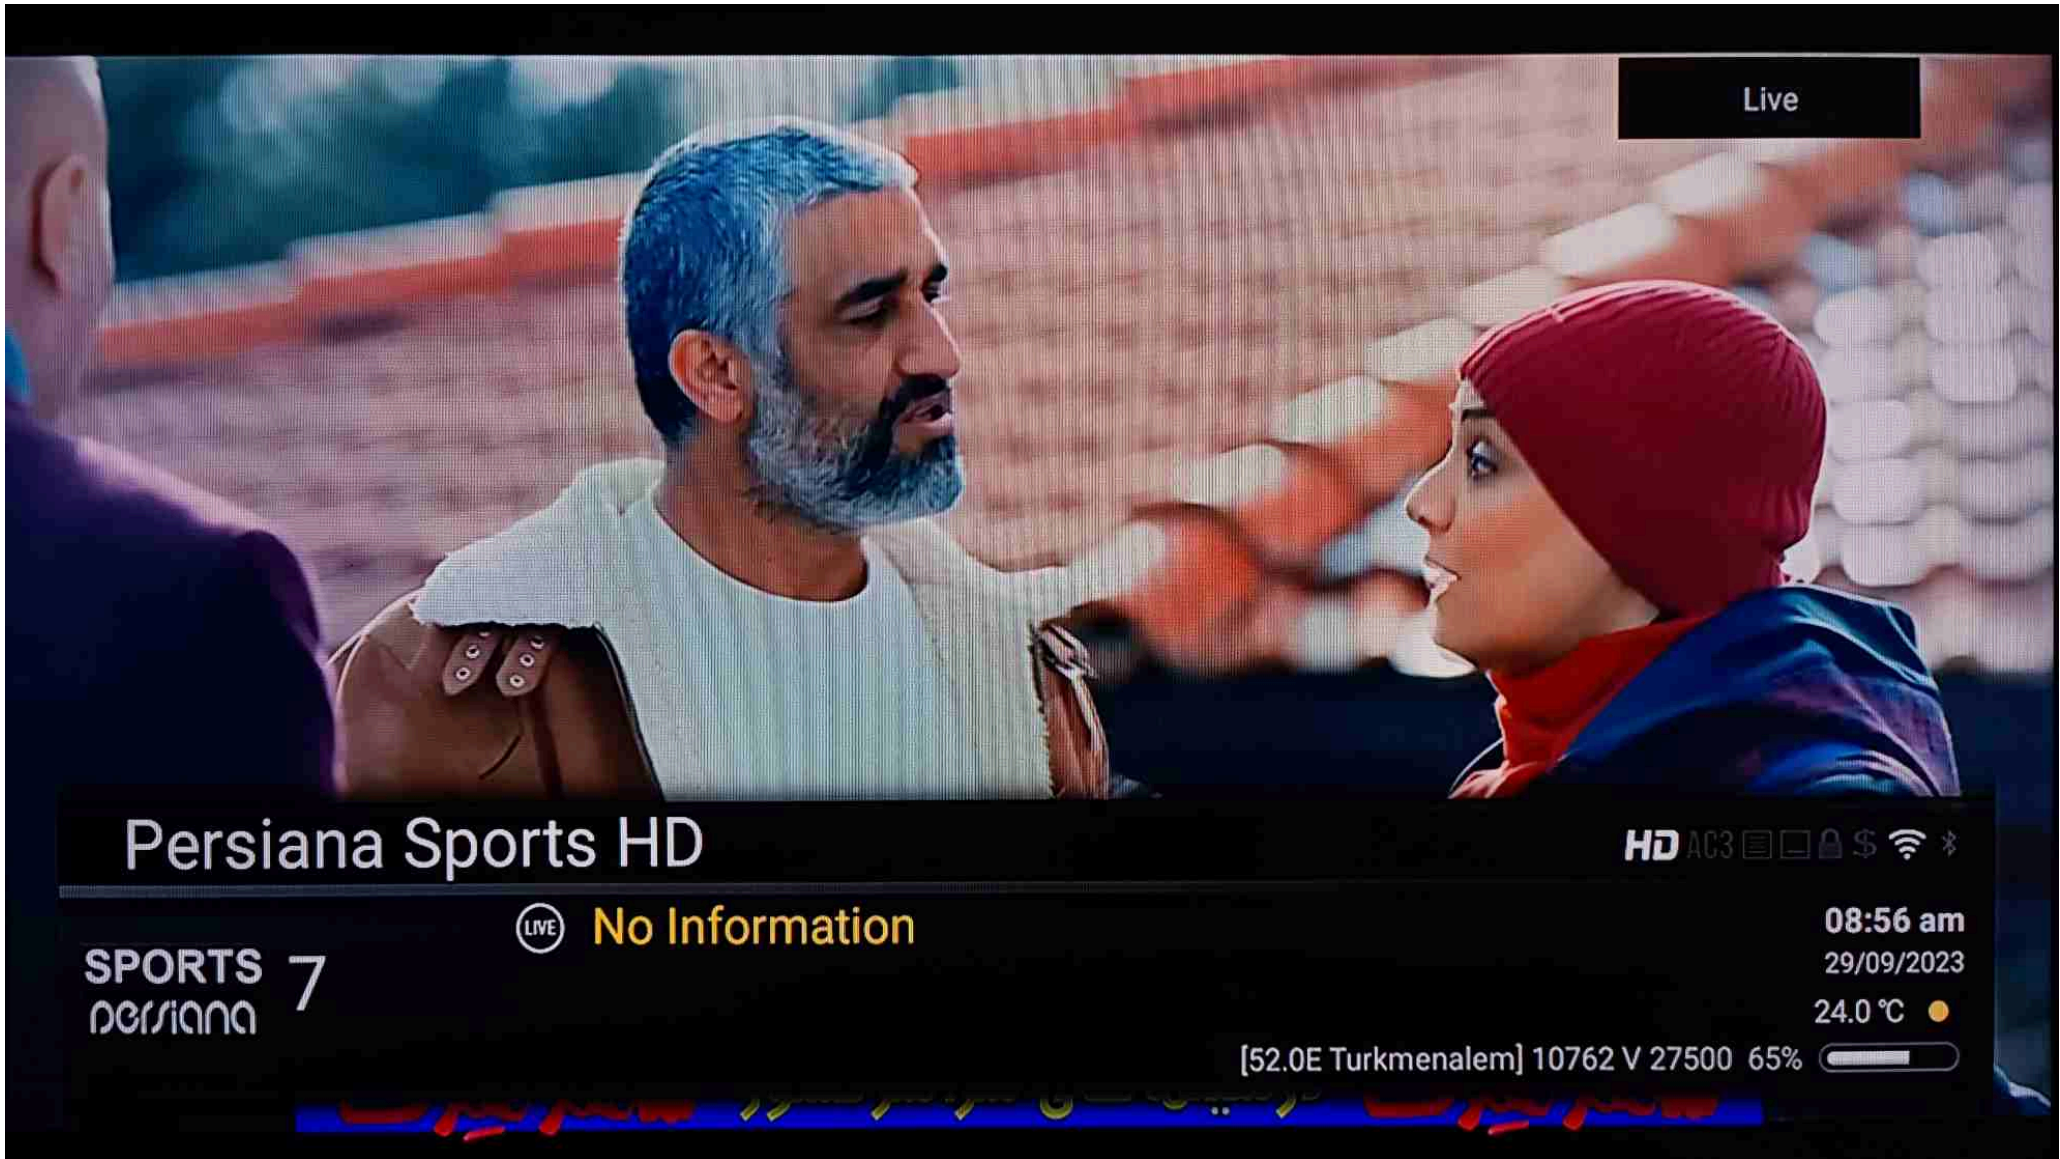 Live
Persiana Sports HD
HD AC3 $
LIVE No Information
08:56 am
SPORTS
persiana
7
29/09/2023
24.0 °C
[52.0E Turkmenalem] 10762 V 27500 65%